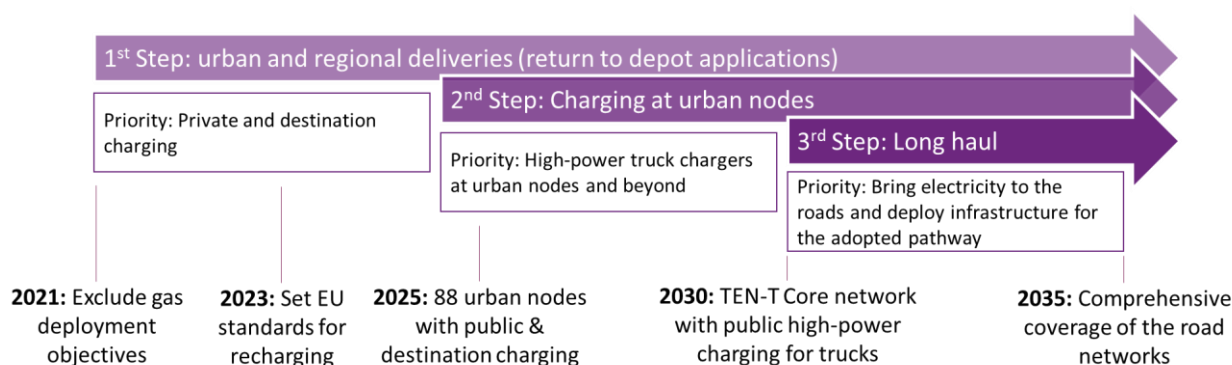 1st Step: urban and regional deliveries (return to depot applications)
Priority: Private and destination
charging
2nd Step: Charging at urban nodes
Priority: High-power truck chargers
at urban nodes and beyond
3rd Step: Long haul
Priority: Bring electricity to the
roads and deploy infrastructure for
the adopted pathway
2021: Exclude gas
deployment
objectives
2023: Set EU
standards for
recharging
2025: 88 urban nodes
with public &
destination charging
2030: TEN-T Core network
with public high-power
charging for trucks
2035: Comprehensive
coverage of the road
networks